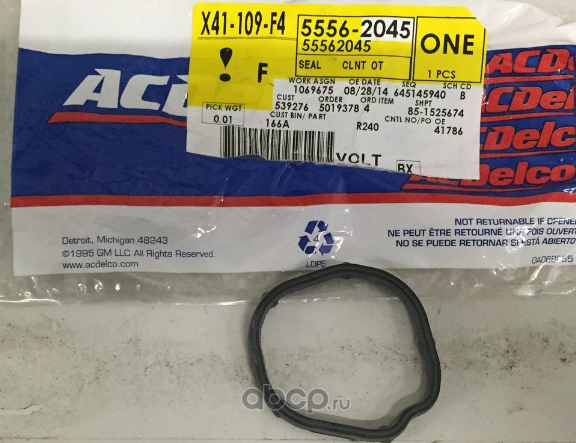 X41-109-F4
5556-2045
55562045
SEAL CLNT OT
ONE
1 PCS
F
WORK ASGN OE DATE SEQ SCH CD
1069675 08/28/14 645145940 B
CUST ORDER ORD ITEM SHPT
539276 5019378 4 85-1525674
PICK WGT
0.01
CUST BIN/ PART CNTL NO/PO OE
166A R240 41786
VOLT BX
ACDelco
ACDelco
ACDelco
NOT RETURNABLE IF OPENED
NE PEUT ÊTRE RETOURNÉ UNE FOIS OUVERT
NO SE PUEDE RETORNAR SI ESTÁ ABIERTO
Detroit, Michigan 48243
©1995 GM LLC All rights reserved.
www.acdelco.com
LDPE
abcp.ru